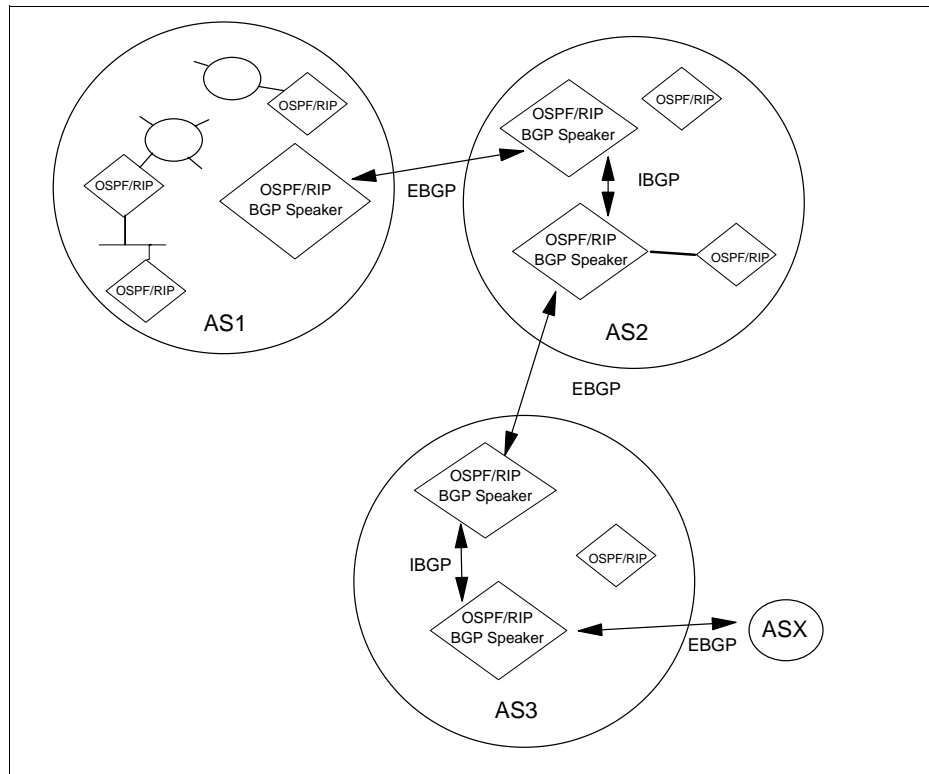 OSPF/RIP
OSPF/RIP
OSPF/RIP
OSPF/RIP
BGP Speaker
AS1
EBGP
OSPF/RIP
BGP Speaker
OSPF/RIP
IBGP
OSPF/RIP
BGP Speaker
OSPF/RIP
AS2
EBGP
OSPF/RIP
BGP Speaker
IBGP
OSPF/RIP
OSPF/RIP
BGP Speaker
AS3
EBGP
ASX